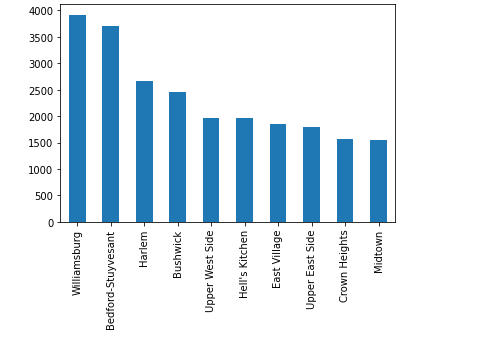 4000
3500
3000
2500
2000
1500
1000
500
0
Williamsburg
Bedford-Stuyvesant
Harlem
Bushwick
Upper West Side
Hell's Kitchen
East Village
Upper East Side
Crown Heights
Midtown